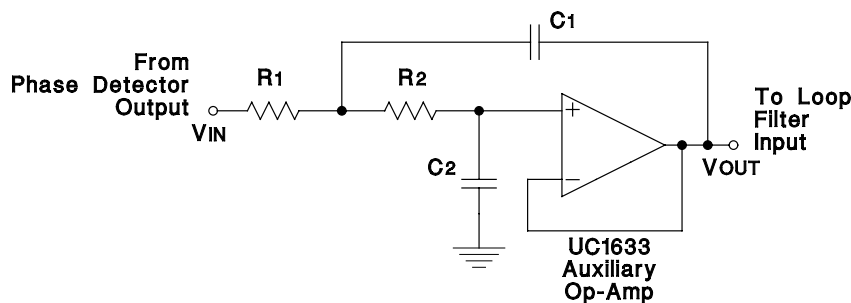 From
Phase Detector
Output
VIN
R1
R2
C1
C2
+
−
To Loop
Filter
Input
VOUT
UC1633
Auxiliary
Op-Amp